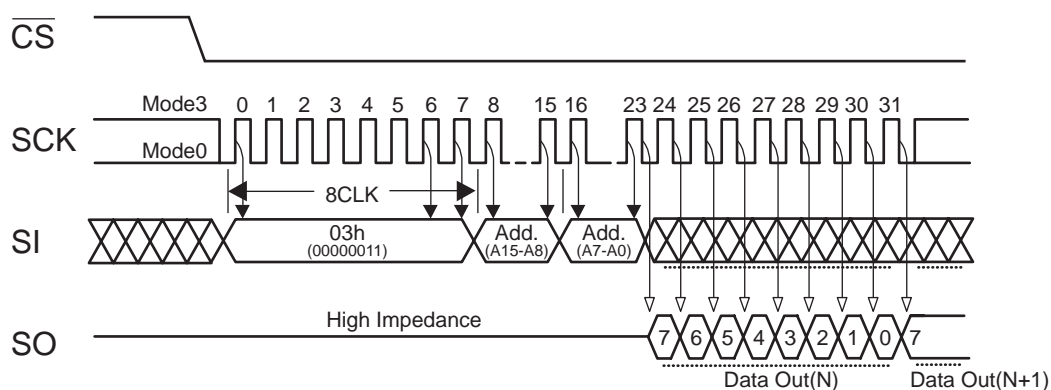 CS
Mode3 0 1 2 3 4 5 6 7 8 15 16 23 24 25 26 27 28 29 30 31
SCK
Mode0
8CLK
SI
03h
(00000011)
Add.
(A15-A8)
Add.
(A7-A0)
High Impedance
SO
7 6 5 4 3 2 1 0 7
Data Out(N) Data Out(N+1)